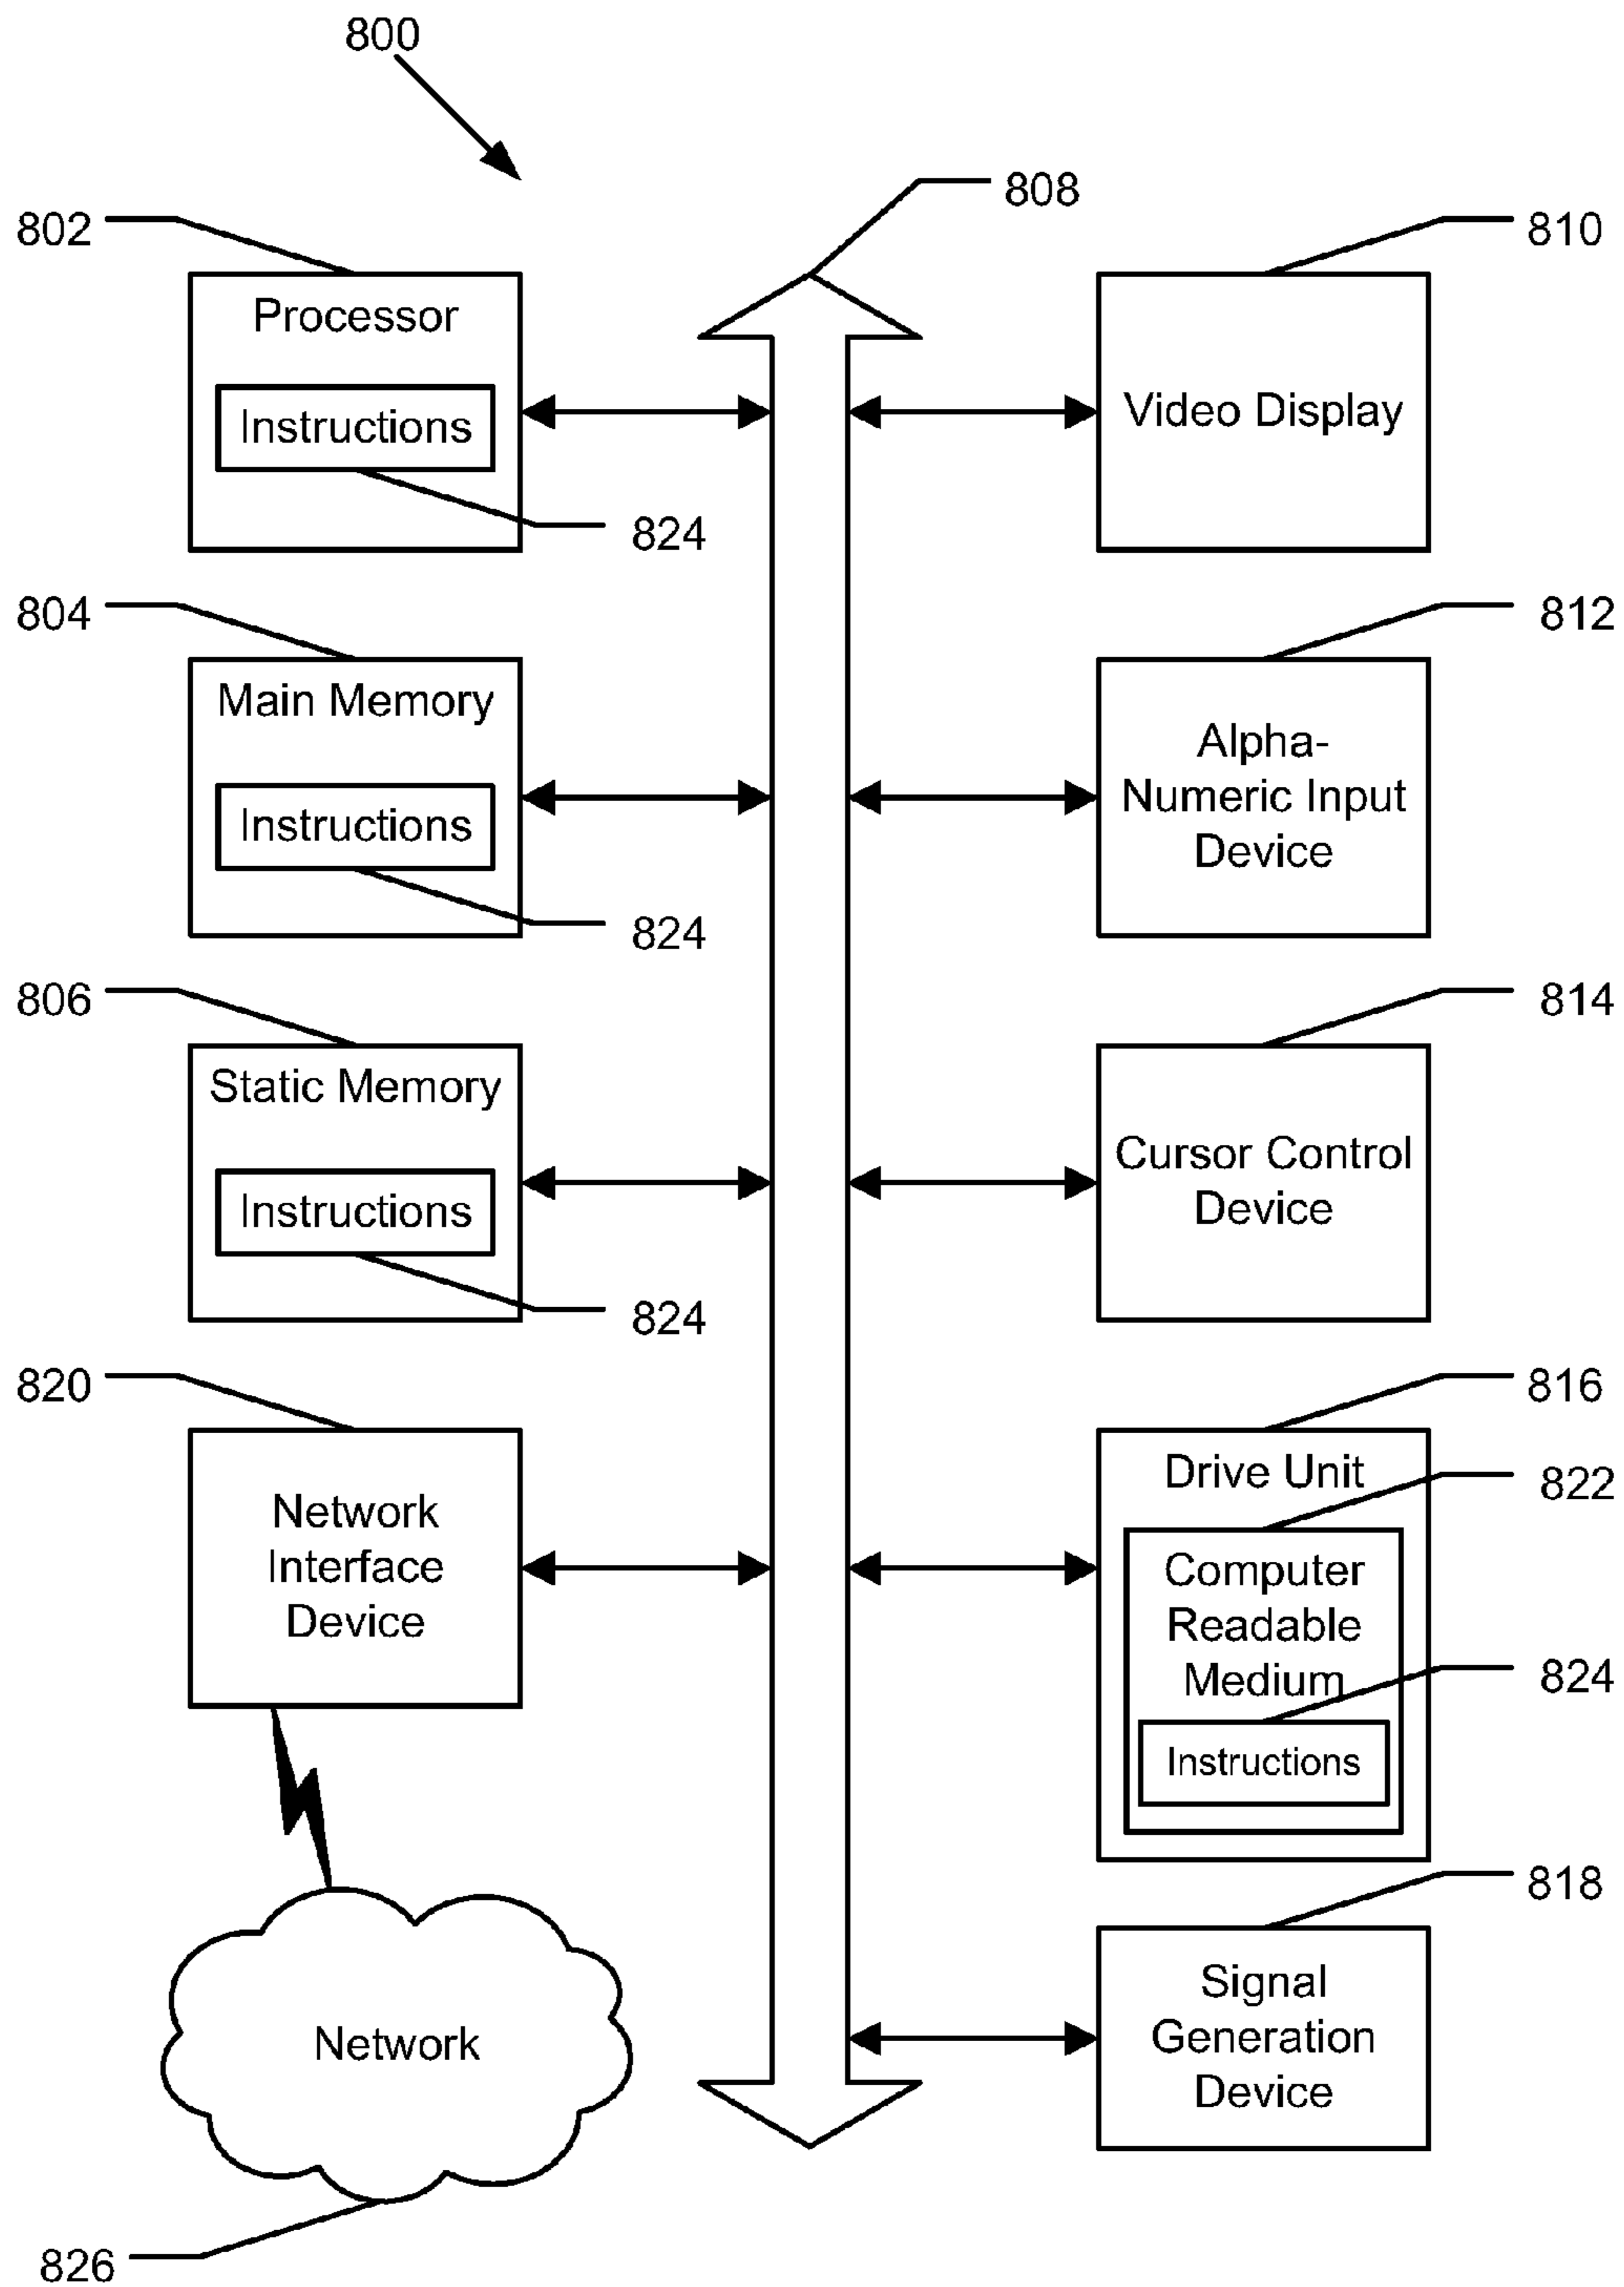 800
808
802
Processor
Instructions
824
804
Main Memory
Instructions
824
806
Static Memory
Instructions
824
820
Network
Interface
Device
Network
826
810
Video Display
812
Alpha-
Numeric Input
Device
814
Cursor Control
Device
816
Drive Unit
822
Computer
Readable
Medium
824
Instructions
818
Signal
Generation
Device